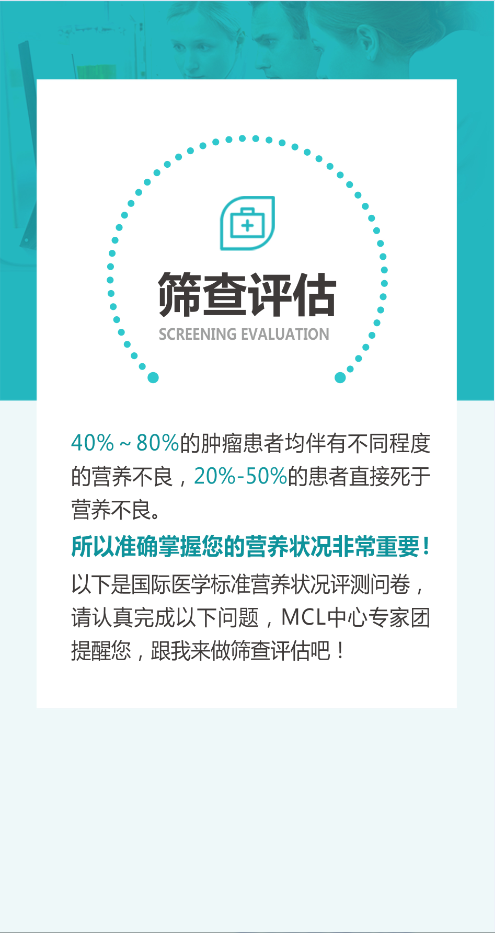 筛查评估
SCREENING EVALUATION
40%～80%的肿瘤患者均伴有不同程度
的营养不良，20%-50%的患者直接死于
营养不良。
所以准确掌握您的营养状况非常重要！
以下是国际医学标准营养状况评测问卷，
请认真完成以下问题，MCL中心专家团
提醒您，跟我来做筛查评估吧！